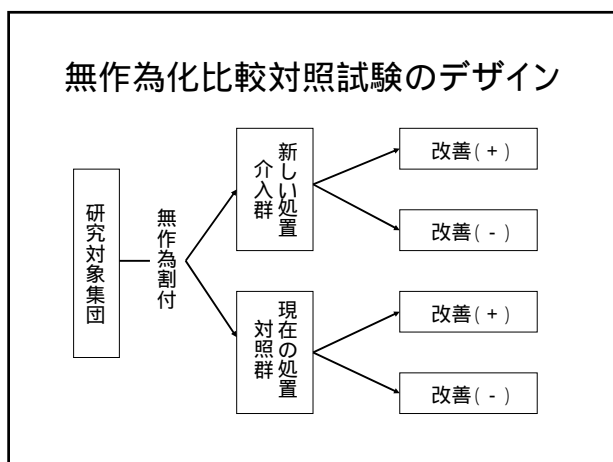 無作為化比較対照試験のデザイン
研究対象集団
無作為割付
新しい処置
介入群
改善(+)
改善(-)
現在の処置
対照群
改善(+)
改善(-)